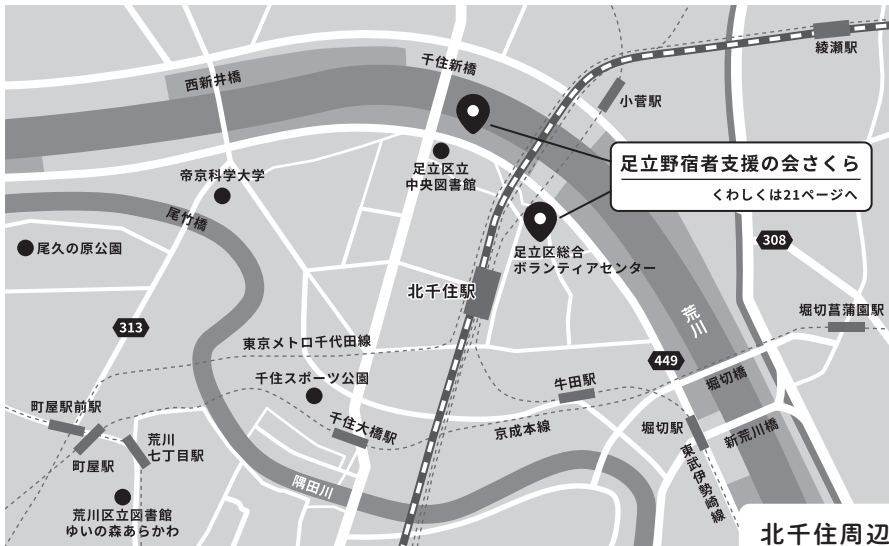 綾瀬駅
千住新橋
西新井橋
小菅駅
足立野宿者支援の会さくら
くわしくは21ページへ
足立区立
中央図書館
帝京科学大学
尾竹橋
尾久の原公園
足立区総合
ボランティアセンター
308
北千住駅
荒川
堀切菖蒲園駅
313
東京メトロ千代田線
449
千住スポーツ公園
牛田駅
堀切橋
町屋駅前駅
千住大橋駅
京成本線
堀切駅
新荒川橋
荒川
七丁目駅
町屋駅
東武伊勢崎線
隅田川
荒川区立図書館
ゆいの森あらかわ
北千住周辺